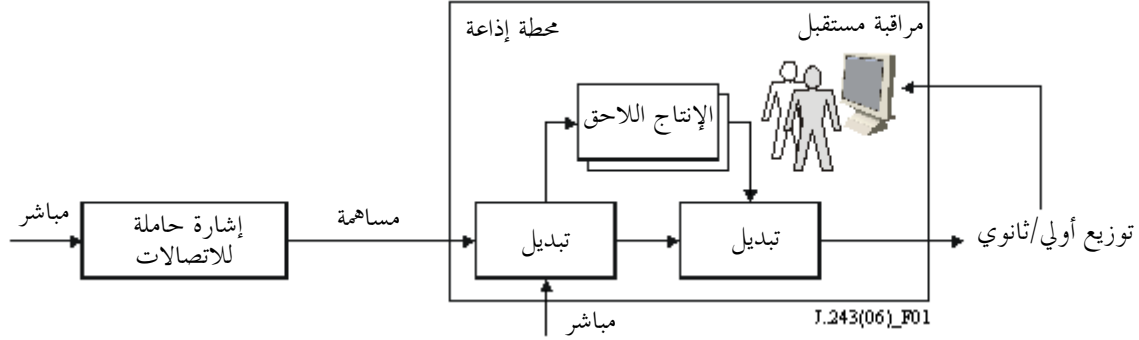 محطة إذاعة
مراقبة مستقبل
الإنتاج اللاحق
مباشر
إشارة حاملة
للاتصالات
مساهمة
تبديل
تبديل
توزيع أولي/ثانوي
مباشر
J.243(06)_F01